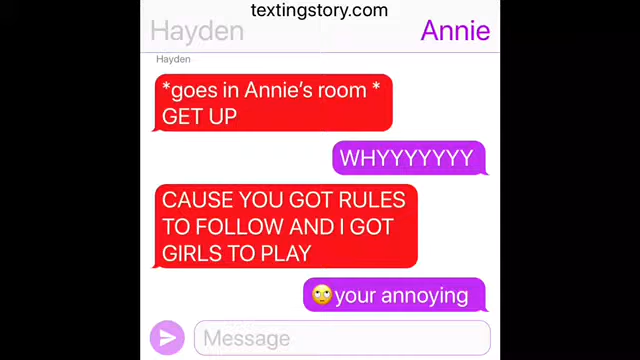 textingstory.com
Hayden
Annie
Hayden
*goes in Annie's room *
GET UP
WHYYYYYYY
CAUSE YOU GOT RULES
TO FOLLOW AND I GOT
GIRLS TO PLAY
🙄your annoying
Message